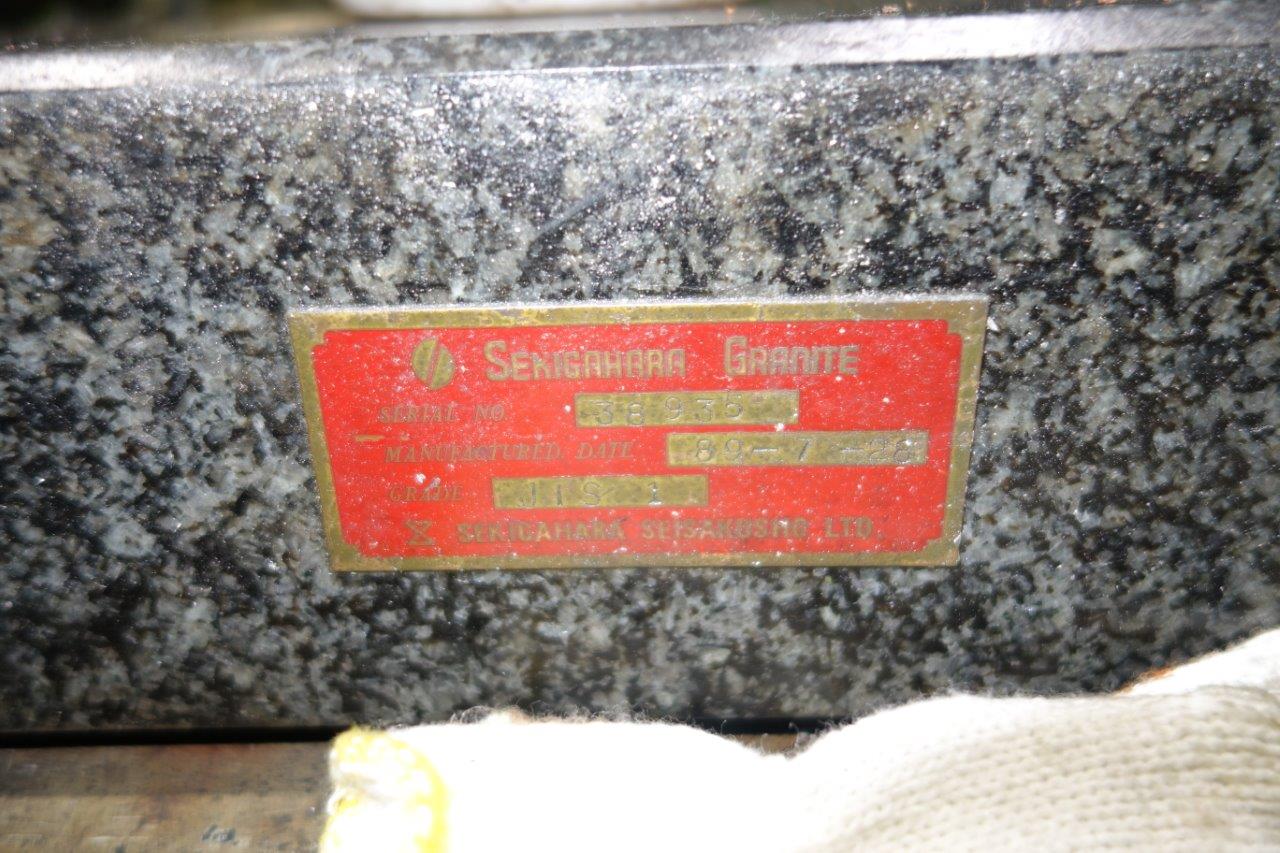 SEKIGAHARA GRANITE
SERIAL NO 38935
MANUFACTURED. DATE 89-7-28
GRADE JIS 1
SEKIGAHARA SEISAKUSHO LTD.